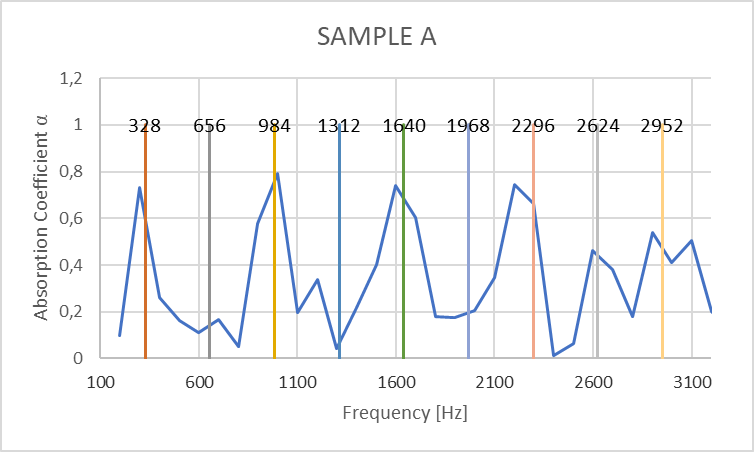 SAMPLE A
Absorption Coefficient α
1,2
1
0,8
0,6
0,4
0,2
0
328 656 984 1312 1640 1968 2296 2624 2952
100 600 1100 1600 2100 2600 3100
Frequency [Hz]